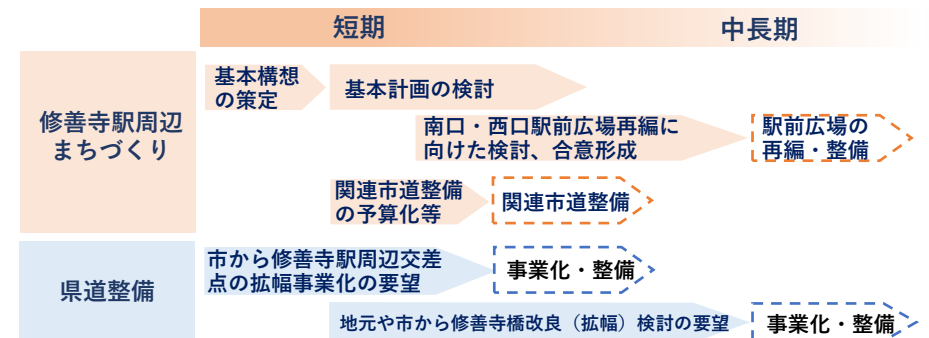 短期
中長期
修善寺駅周辺
まちづくり
基本構想
の策定
基本計画の検討
南口・西口駅前広場再編に
向けた検討、合意形成
駅前広場の
再編・整備
関連市道整備
の予算化等
関連市道整備
県道整備
市から修善寺駅周辺交差
点の拡幅事業化の要望
事業化・整備
地元や市から修善寺橋改良（拡幅）検討の要望
事業化・整備